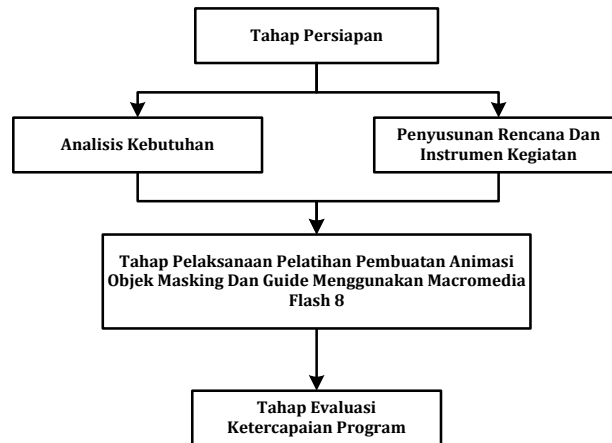 Tahap Persiapan
Analisis Kebutuhan
Penyusunan Rencana Dan
Instrumen Kegiatan
Tahap Pelaksanaan Pelatihan Pembuatan Animasi
Objek Masking Dan Guide Menggunakan Macromedia
Flash 8
Tahap Evaluasi
Ketercapaian Program